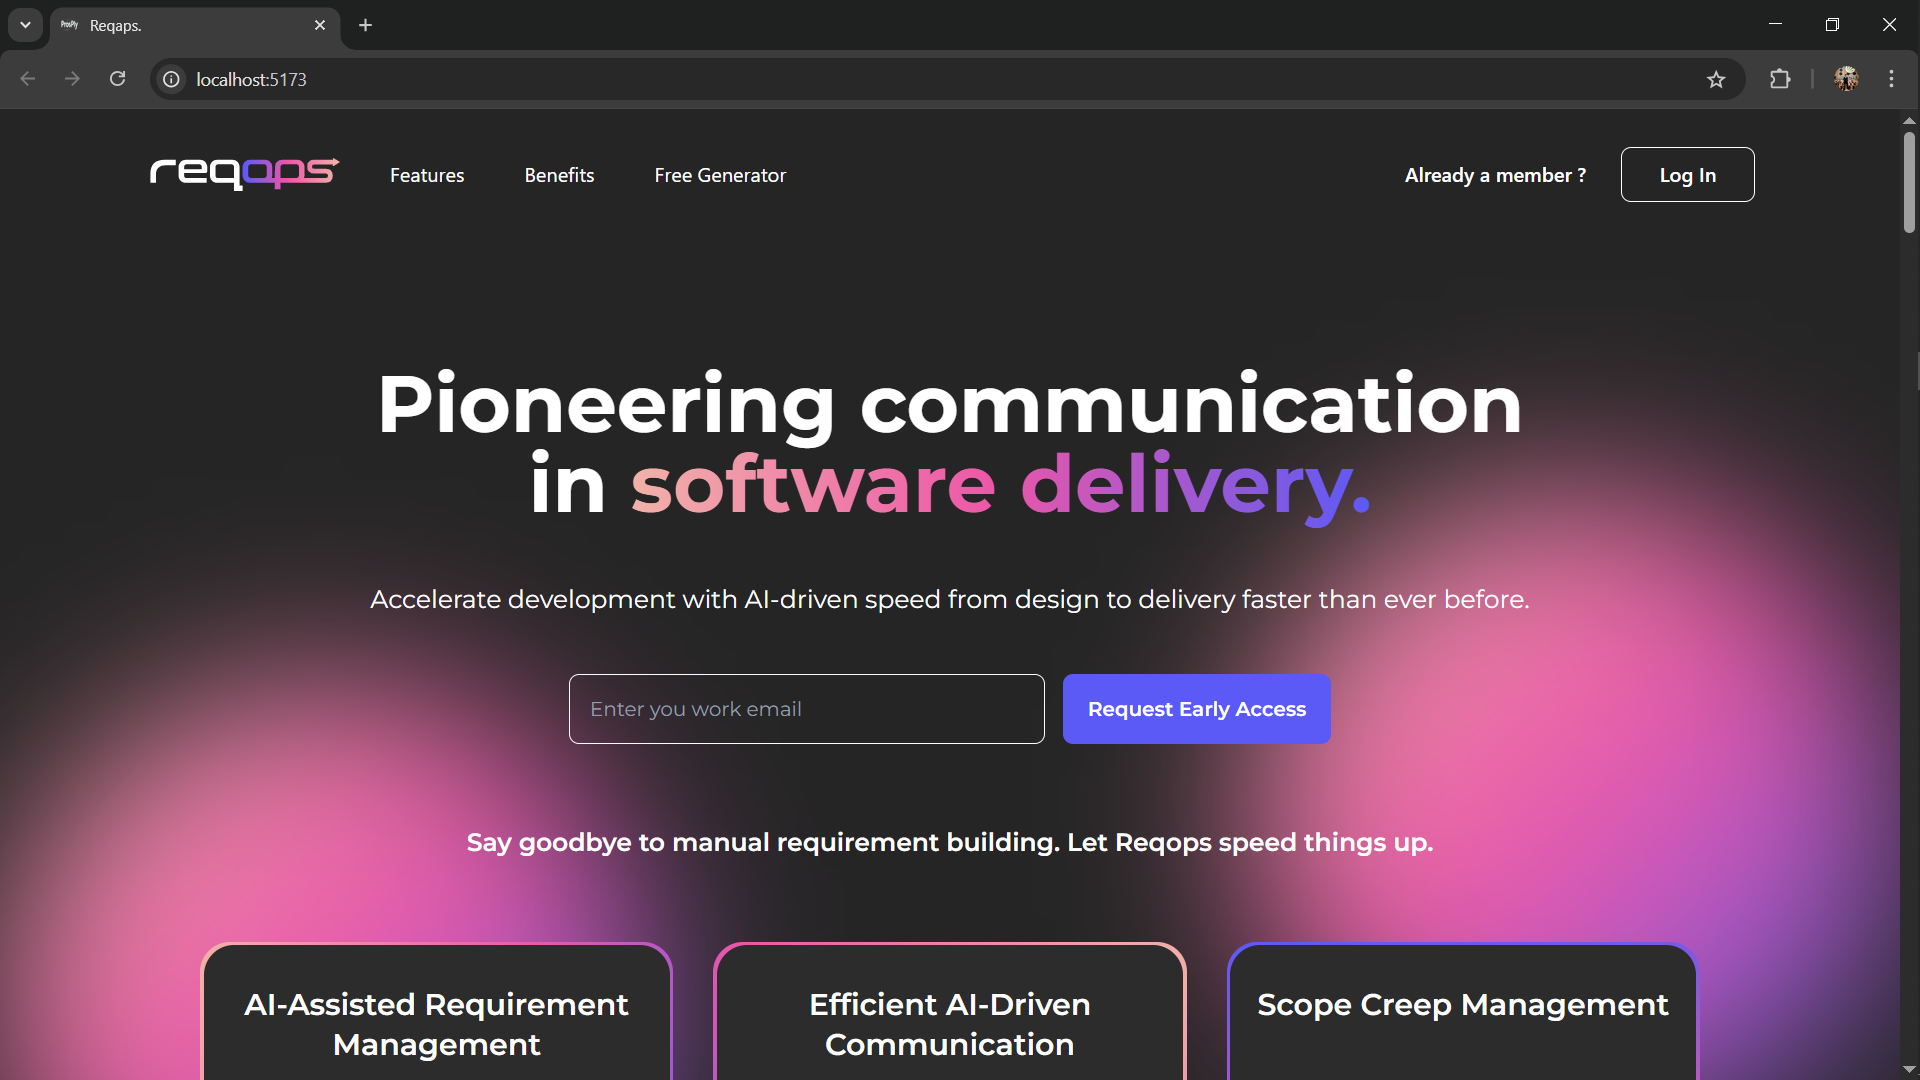 Reqaps.
localhost:5173
reqops
Features
Benefits
Free Generator
Already a member ?
Log In
Pioneering communication
in software delivery.
Accelerate development with AI-driven speed from design to delivery faster than ever before.
Enter you work email
Request Early Access
Say goodbye to manual requirement building. Let Reqops speed things up.
AI-Assisted Requirement
Management
Efficient AI-Driven
Communication
Scope Creep Management